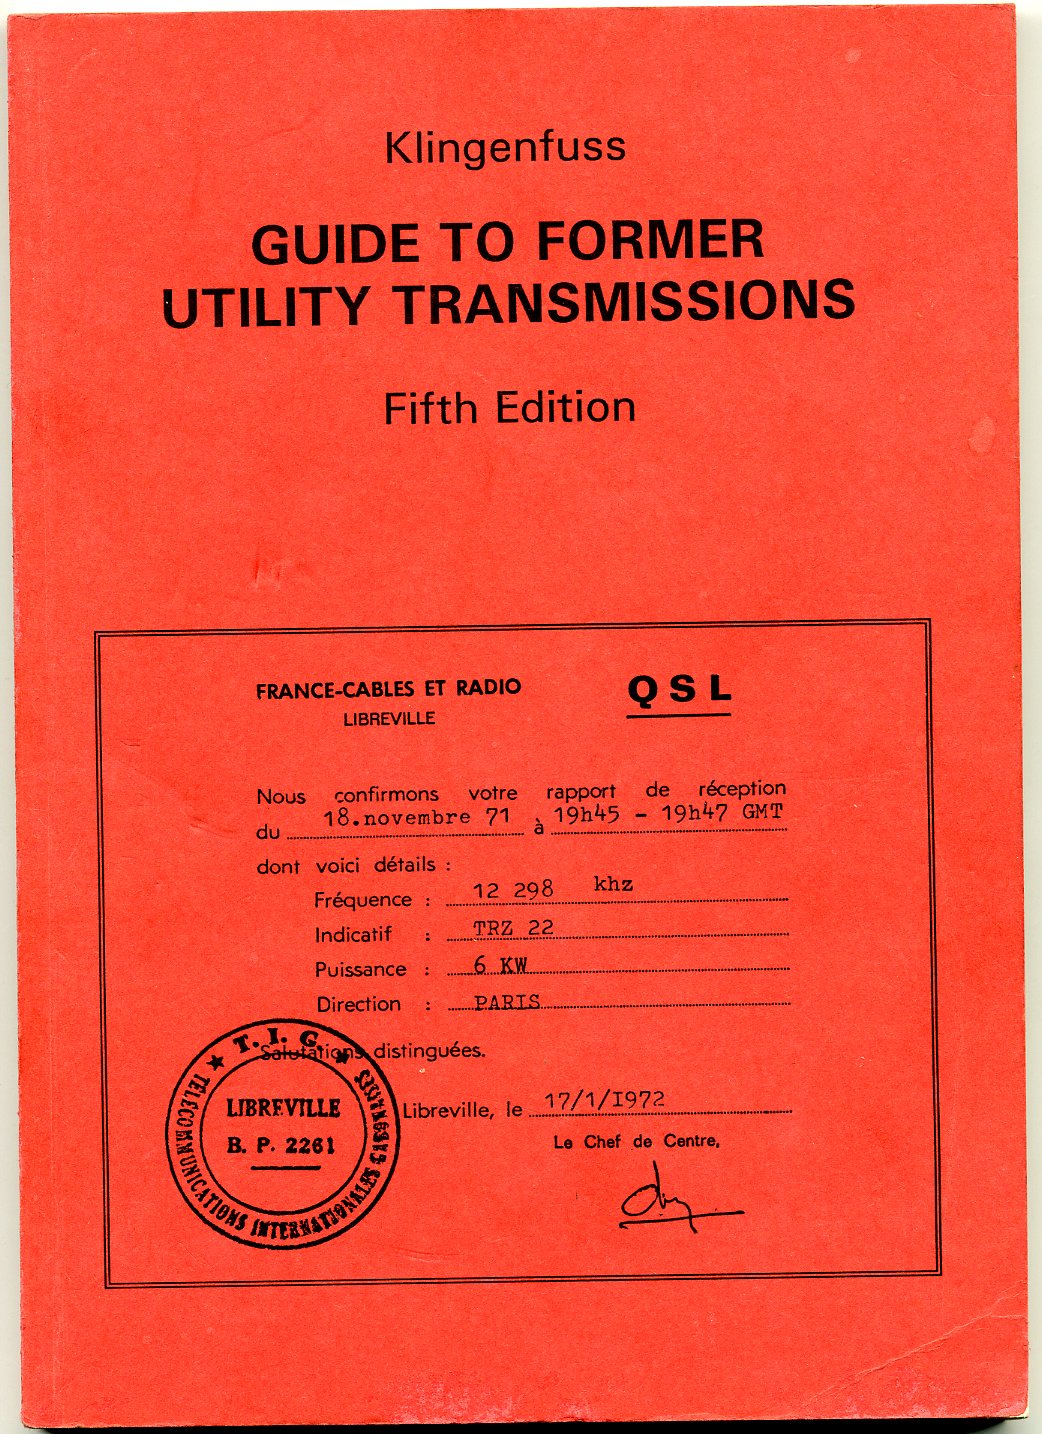 Klingenfuss
GUIDE TO FORMER
UTILITY TRANSMISSIONS
Fifth Edition
FRANCE-CABLES ET RADIO
LIBREVILLE
QSL
Nous confirmons votre rapport de réception
du 18.novembre 71 à 19h45 - 19h47 GMT
dont voici détails :
Fréquence : 12 298 khz
Indicatif : TRZ 22
Puissance : 6 KW
Direction : PARIS
Salutations distinguées.
Libreville, le 17/1/1972
Le Chef de Centre,
★ T.I.G. ★
TÉLÉCOMMUNICATIONS INTERNATIONALES GABONAISES
LIBREVILLE
B. P. 2261